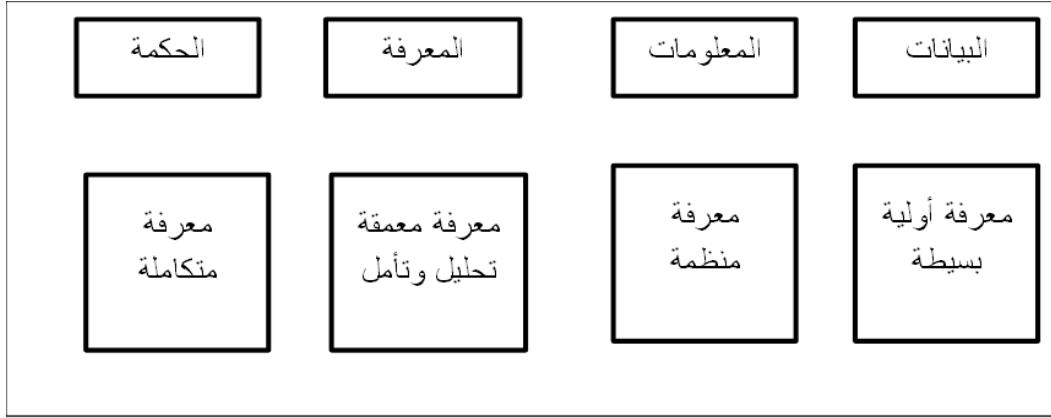 البيانات
المعلومات
المعرفة
الحكمة
معرفة أولية
بسيطة
معرفة
منظمة
معرفة معمقة
تحليل وتأمل
معرفة
متكاملة